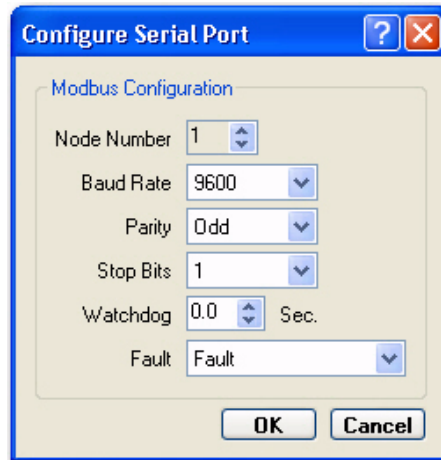 Configure Serial Port ?
Modbus Configuration
Node Number 1
Baud Rate 9600
Parity Odd
Stop Bits 1
Watchdog 0.0 Sec.
Fault Fault
OK Cancel